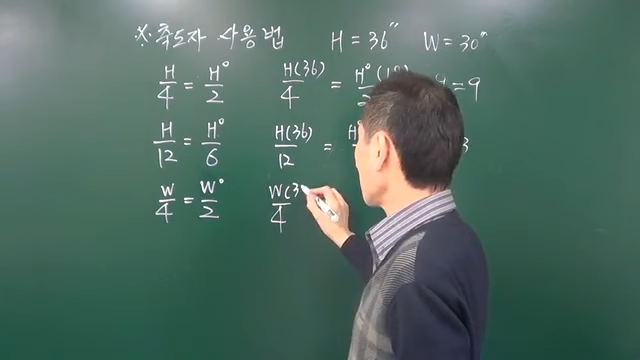 ※ 축도자 사용법 H = 36" W = 30"
H/4 = H°/2 H(36)/4 = H°(18)/2 = 9
H/12 = H°/6 H(36)/12 = H° 3
W/4 = W°/2 W(3 /4